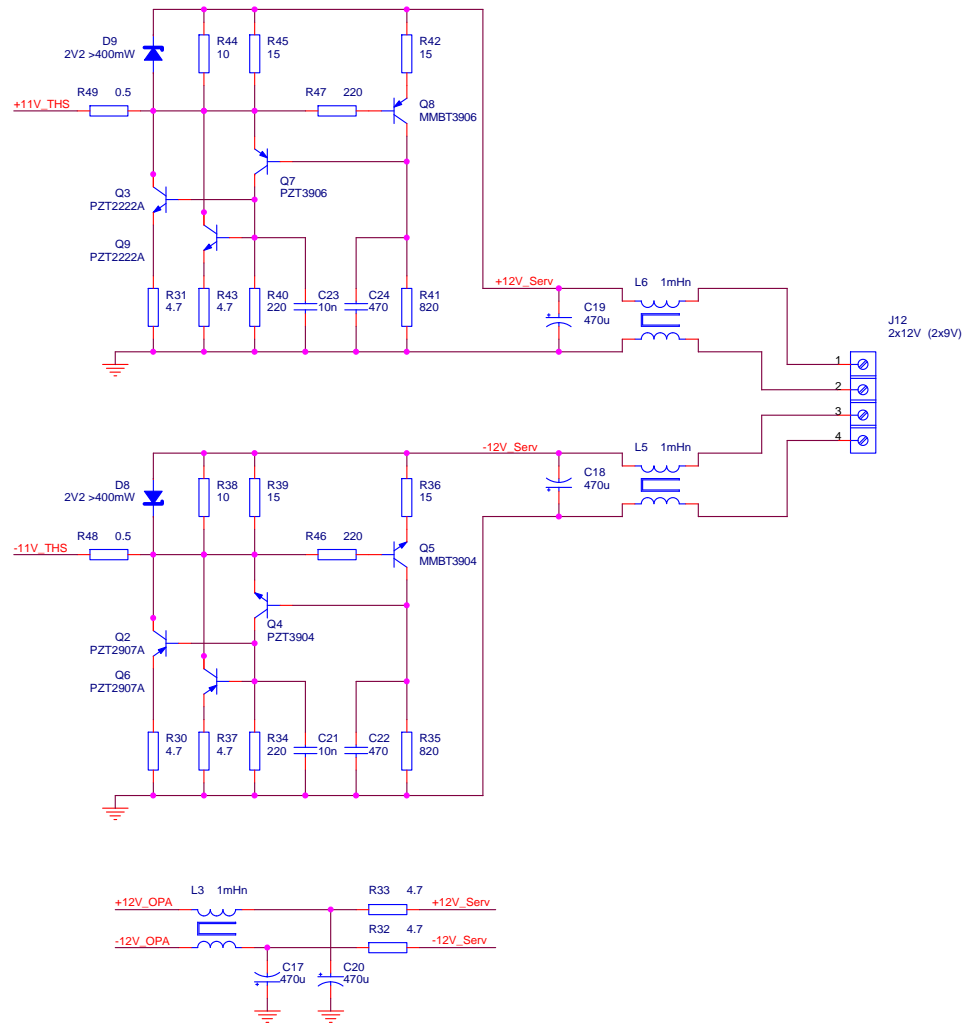 D9
2V2 >400mW
R44
10
R45
15
R42
15
+11V_THS
R49 0.5
R47 220
Q8
MMBT3906
Q7
PZT3906
Q3
PZT2222A
Q9
PZT2222A
R31
4.7
R43
4.7
R40
220
C23
10n
C24
470
R41
820
+12V_Serv
L6 1mHn
C19
470u
J12
2x12V (2x9V)
1
2
3
4
-12V_Serv
L5 1mHn
C18
470u
D8
2V2 >400mW
R38
10
R39
15
R36
15
-11V_THS
R48 0.5
R46 220
Q5
MMBT3904
Q4
PZT3904
Q2
PZT2907A
Q6
PZT2907A
R30
4.7
R37
4.7
R34
220
C21
10n
C22
470
R35
820
L3 1mHn
R33 4.7
+12V_OPA
+12V_Serv
R32 4.7
-12V_OPA
-12V_Serv
C17
470u
C20
470u